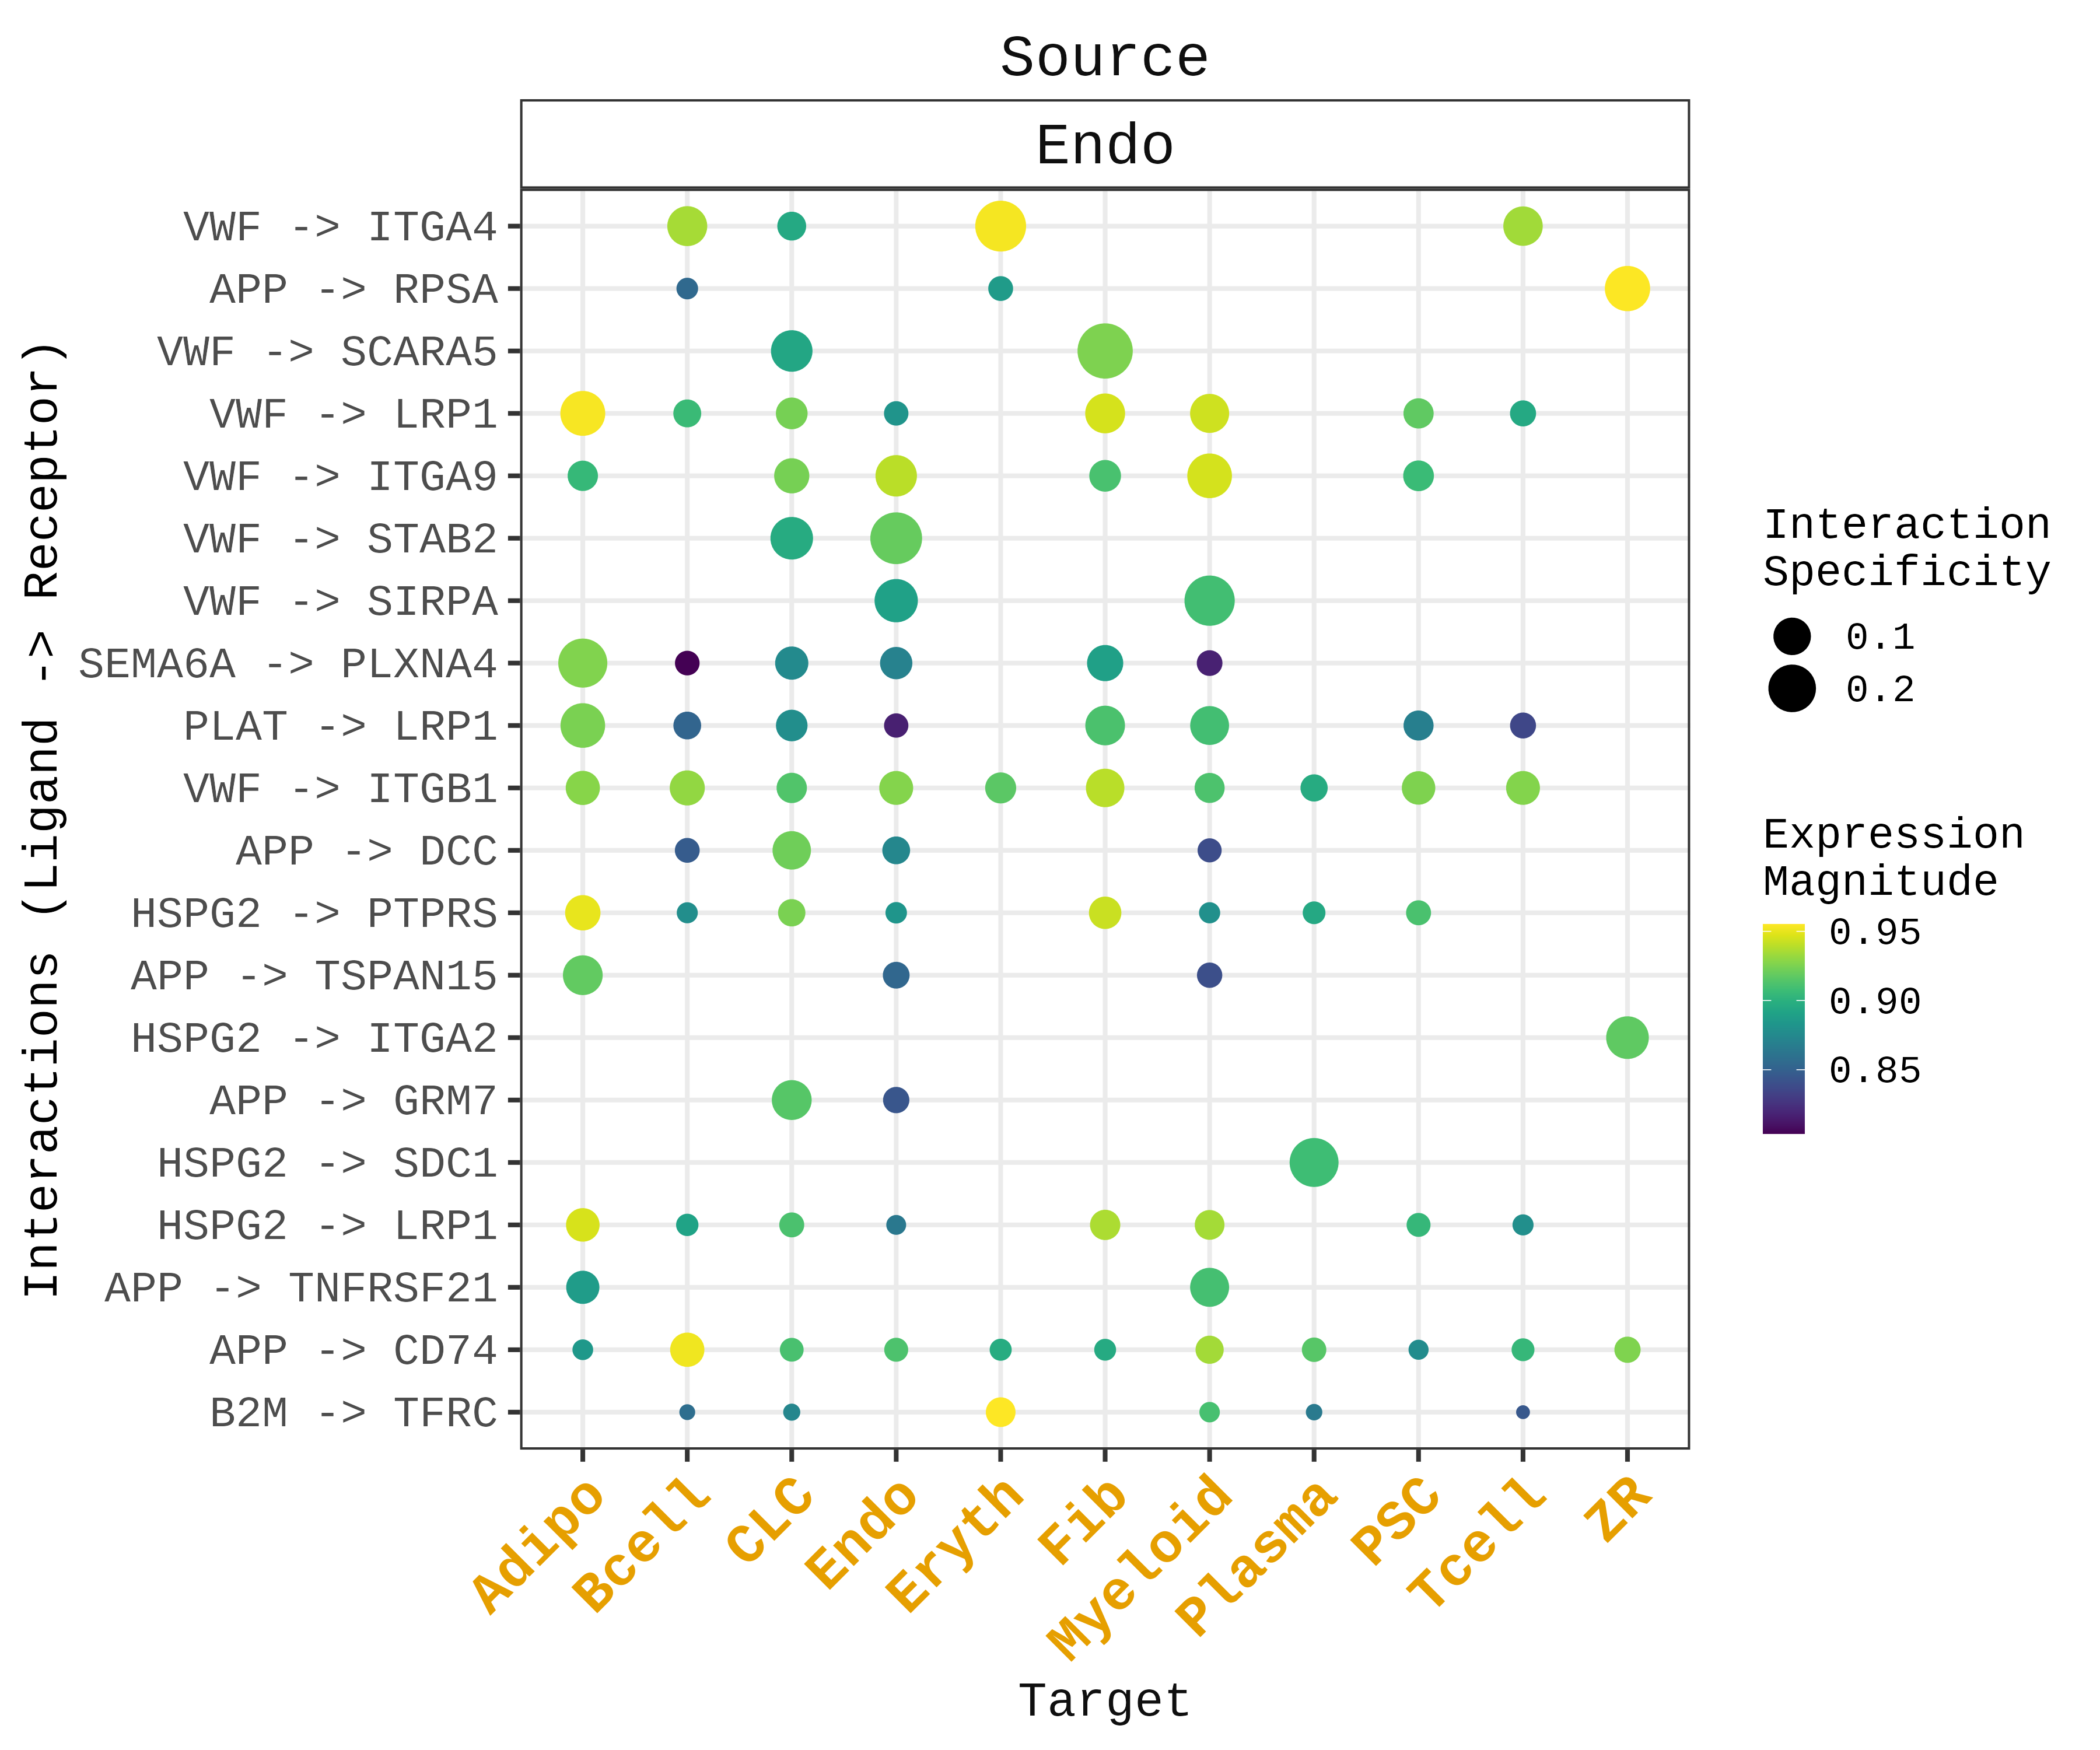 Source
Endo
Interactions (Ligand -> Receptor)
VWF -> ITGA4
APP -> RPSA
VWF -> SCARA5
VWF -> LRP1
VWF -> ITGA9
VWF -> STAB2
VWF -> SIRPA
SEMA6A -> PLXNA4
PLAT -> LRP1
VWF -> ITGB1
APP -> DCC
HSPG2 -> PTPRS
APP -> TSPAN15
HSPG2 -> ITGA2
APP -> GRM7
HSPG2 -> SDC1
HSPG2 -> LRP1
APP -> TNFRSF21
APP -> CD74
B2M -> TFRC
Adipo
Bcell
CLC
Endo
Eryth
Fib
Myeloid
Plasma
PSC
Tcell
ZR
Target
Interaction
Specificity
0.1
0.2
Expression
Magnitude
0.95
0.90
0.85